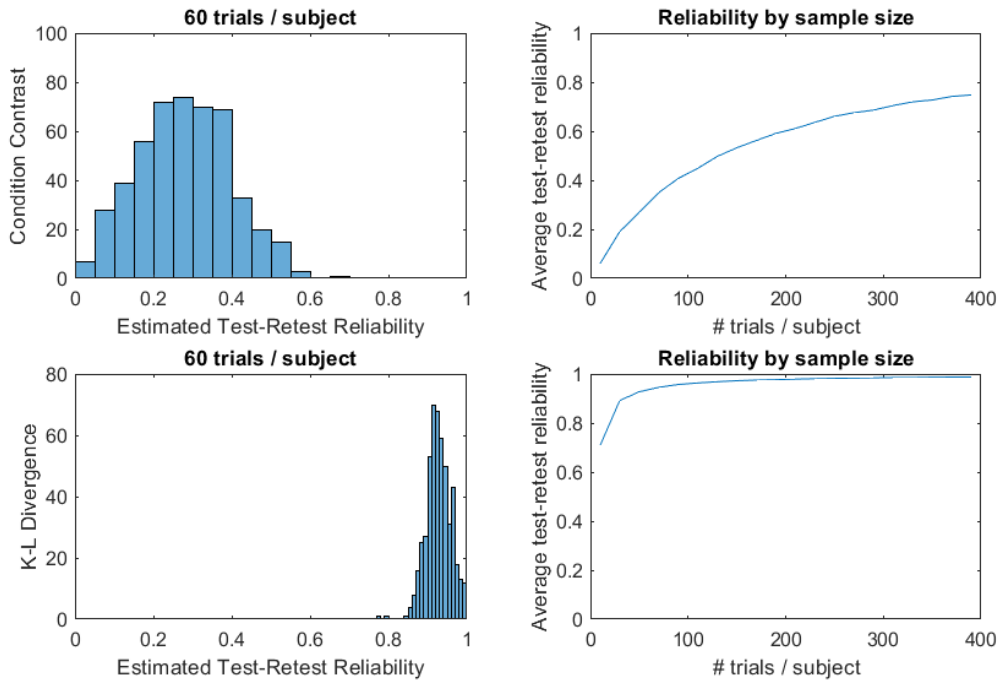 60 trials / subject
Condition Contrast
100
80
60
40
20
0
0 0.2 0.4 0.6 0.8 1
Estimated Test-Retest Reliability
Reliability by sample size
Average test-retest reliability
1
0.8
0.6
0.4
0.2
0
0 100 200 300 400
# trials / subject
60 trials / subject
K-L Divergence
80
60
40
20
0
0 0.2 0.4 0.6 0.8 1
Estimated Test-Retest Reliability
Reliability by sample size
Average test-retest reliability
1
0.8
0.6
0.4
0.2
0
0 100 200 300 400
# trials / subject